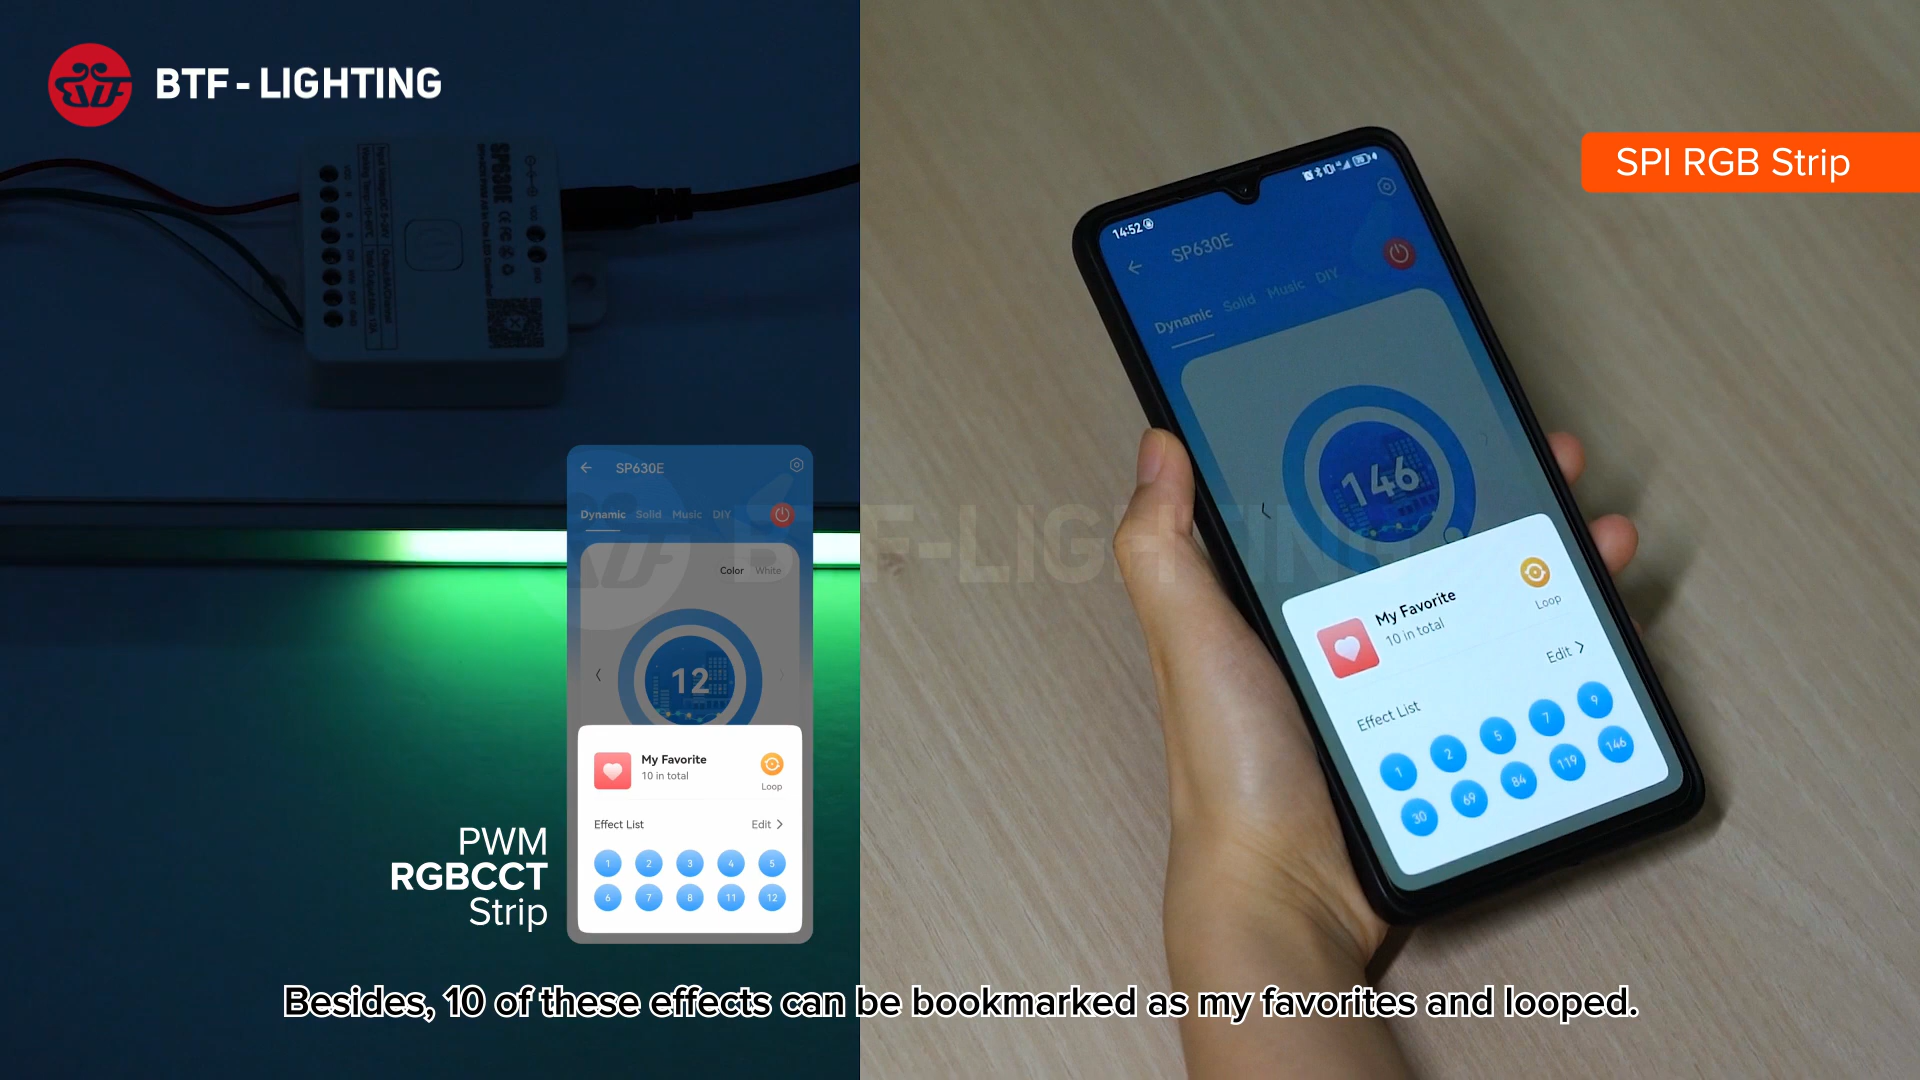 BTF-LIGHTING
SPI RGB Strip
SP630E
14:52
SP630E
Dynamic Solid Music DIY
146
My Favorite
10 in total
Loop
Effect List
Edit >
1 2 5 7 9
30 69 84 119 146
SP630E
Dynamic Solid Music DIY
Color White
12
My Favorite
10 in total
Loop
Effect List Edit >
1 2 3 4 5
6 7 8 11 12
PWM
RGBCCT
Strip
BTF-LIGHTING
Besides, 10 of these effects can be bookmarked as my favorites and looped.